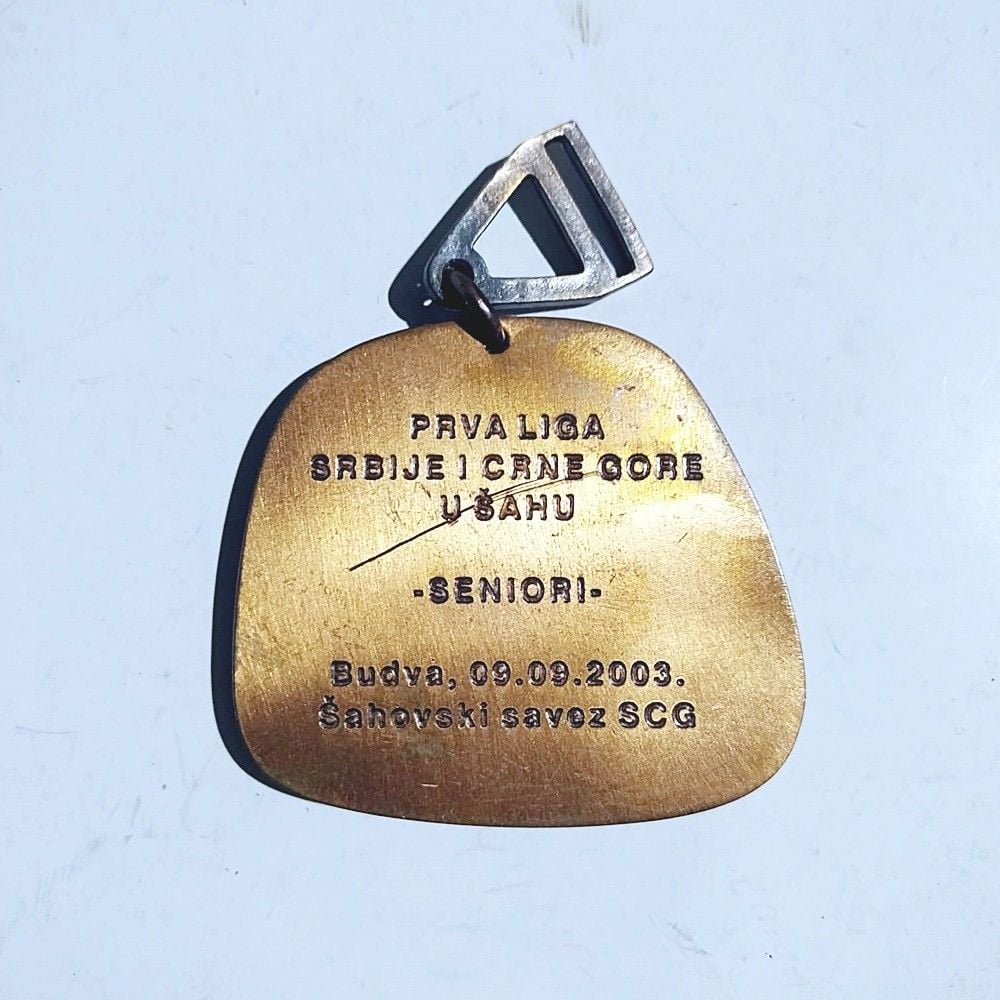 PRVA LIGA
SRBIJE I CRNE GORE
U ŠAHU
-SENIORI-
Budva, 09.09.2003.
Šahovski savez SCG